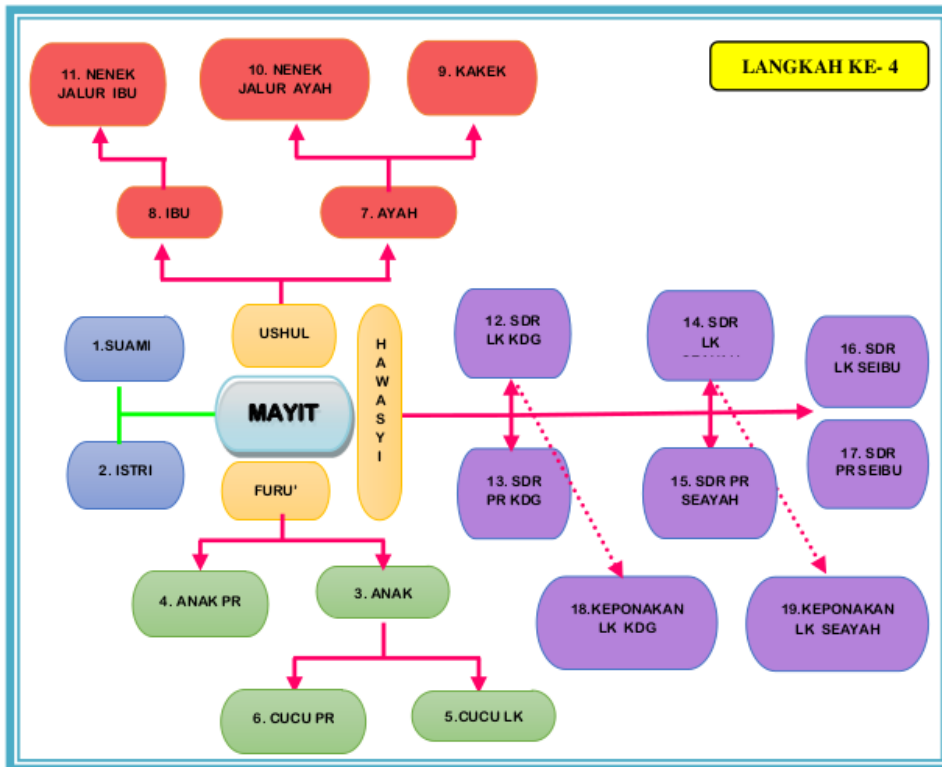 11. NENEK
JALUR IBU
10. NENEK
JALUR AYAH
9. KAKEK
LANGKAH KE- 4
8. IBU
7. AYAH
1.SUAMI
USHUL
HAWASYI
12. SDR
LK KDG
14. SDR
LK
16. SDR
LK SEIBU
MAYIT
2. ISTRI
FURU'
13. SDR
PR KDG
15. SDR PR
SEAYAH
17. SDR
PR SEIBU
4. ANAK PR
3. ANAK
18.KEPONAKAN
LK KDG
19.KEPONAKAN
LK SEAYAH
6. CUCU PR
5.CUCU LK